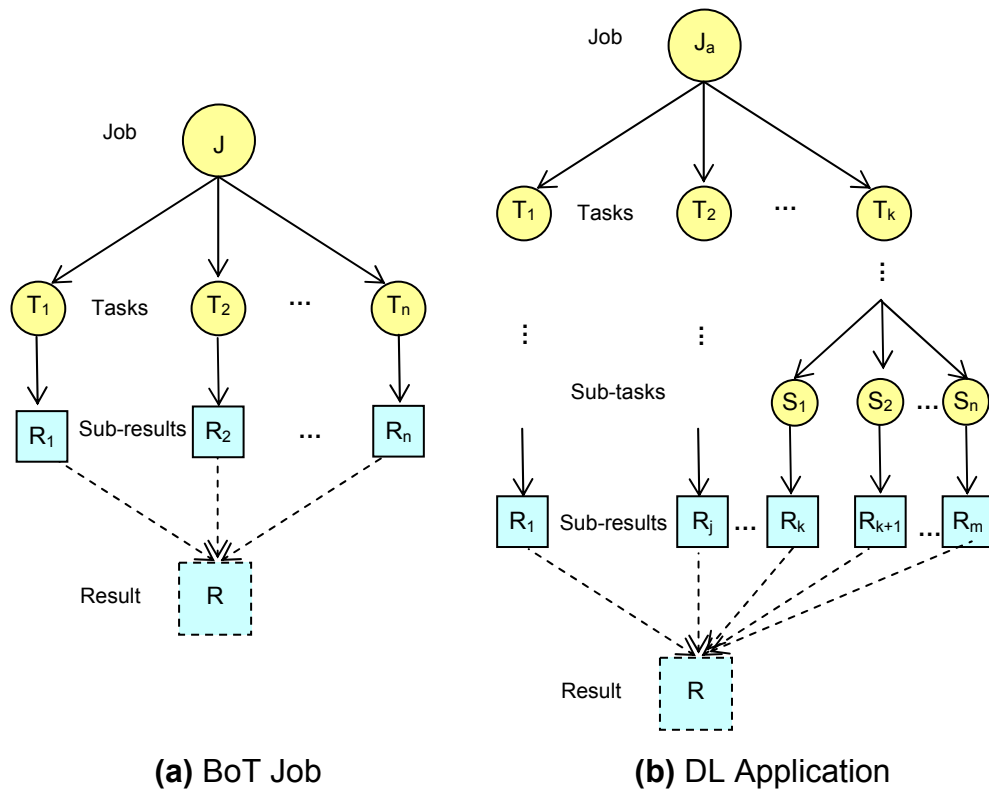 Job
J
T1 Tasks T2 ... Tn
R1 Sub-results R2 ... Rn
Result R
(a) BoT Job
Job
Ja
T1 Tasks T2 ... Tk
...
... ...
Sub-tasks S1 S2 ... Sn
R1 Sub-results Rj ... Rk Rk+1 ... Rm
Result R
(b) DL Application